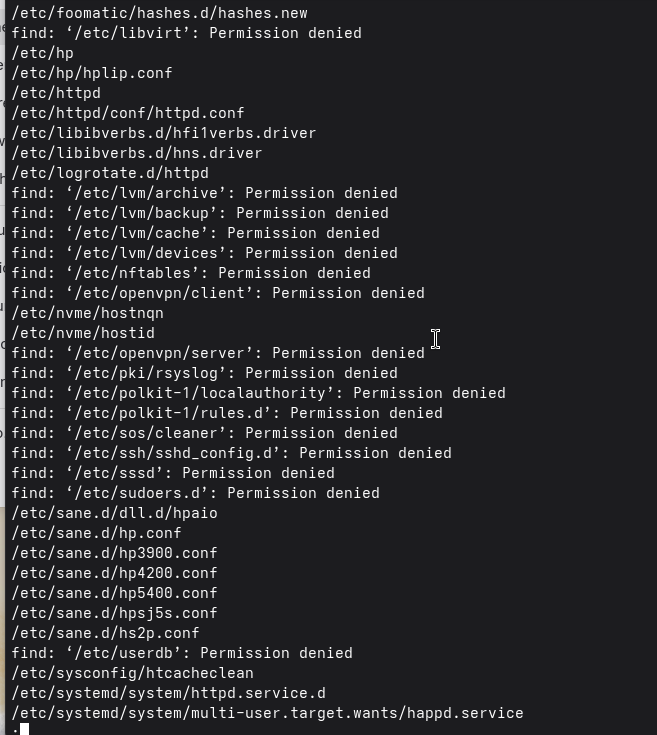 /etc/foomatic/hashes.d/hashes.new
find: ‘/etc/libvirt’: Permission denied
/etc/hp
/etc/hp/hplip.conf
/etc/httpd
/etc/httpd/conf/httpd.conf
/etc/libibverbs.d/hfi1verbs.driver
/etc/libibverbs.d/hns.driver
/etc/logrotate.d/httpd
find: ‘/etc/lvm/archive’: Permission denied
find: ‘/etc/lvm/backup’: Permission denied
find: ‘/etc/lvm/cache’: Permission denied
find: ‘/etc/lvm/devices’: Permission denied
find: ‘/etc/nftables’: Permission denied
find: ‘/etc/openvpn/client’: Permission denied
/etc/nvme/hostnqn
/etc/nvme/hostid
find: ‘/etc/openvpn/server’: Permission denied
find: ‘/etc/pki/rsyslog’: Permission denied
find: ‘/etc/polkit-1/localauthority’: Permission denied
find: ‘/etc/polkit-1/rules.d’: Permission denied
find: ‘/etc/sos/cleaner’: Permission denied
find: ‘/etc/ssh/sshd_config.d’: Permission denied
find: ‘/etc/sssd’: Permission denied
find: ‘/etc/sudoers.d’: Permission denied
/etc/sane.d/dll.d/hpaio
/etc/sane.d/hp.conf
/etc/sane.d/hp3900.conf
/etc/sane.d/hp4200.conf
/etc/sane.d/hp5400.conf
/etc/sane.d/hpsj5s.conf
/etc/sane.d/hs2p.conf
find: ‘/etc/userdb’: Permission denied
/etc/sysconfig/htcacheclean
/etc/systemd/system/httpd.service.d
/etc/systemd/system/multi-user.target.wants/happd.service